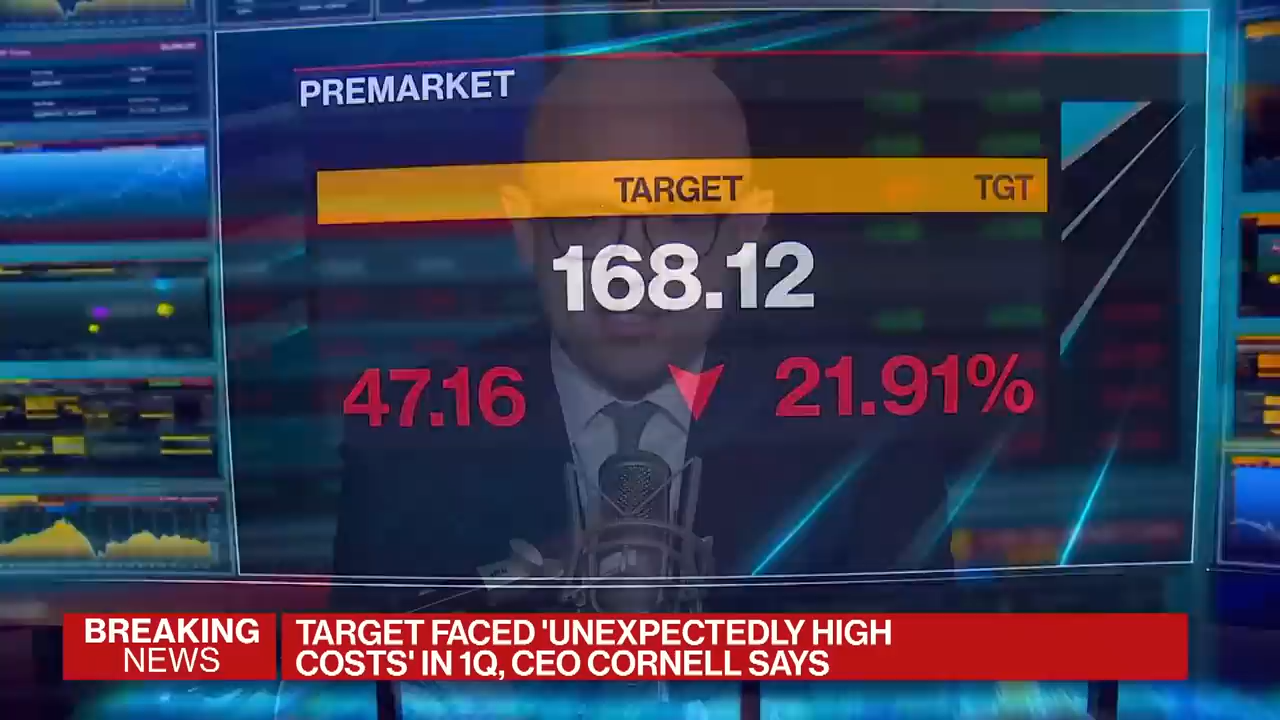 PREMARKET
TARGET TGT
168.12
47.16 21.91%
BREAKING
NEWS
TARGET FACED 'UNEXPECTEDLY HIGH
COSTS' IN 1Q, CEO CORNELL SAYS